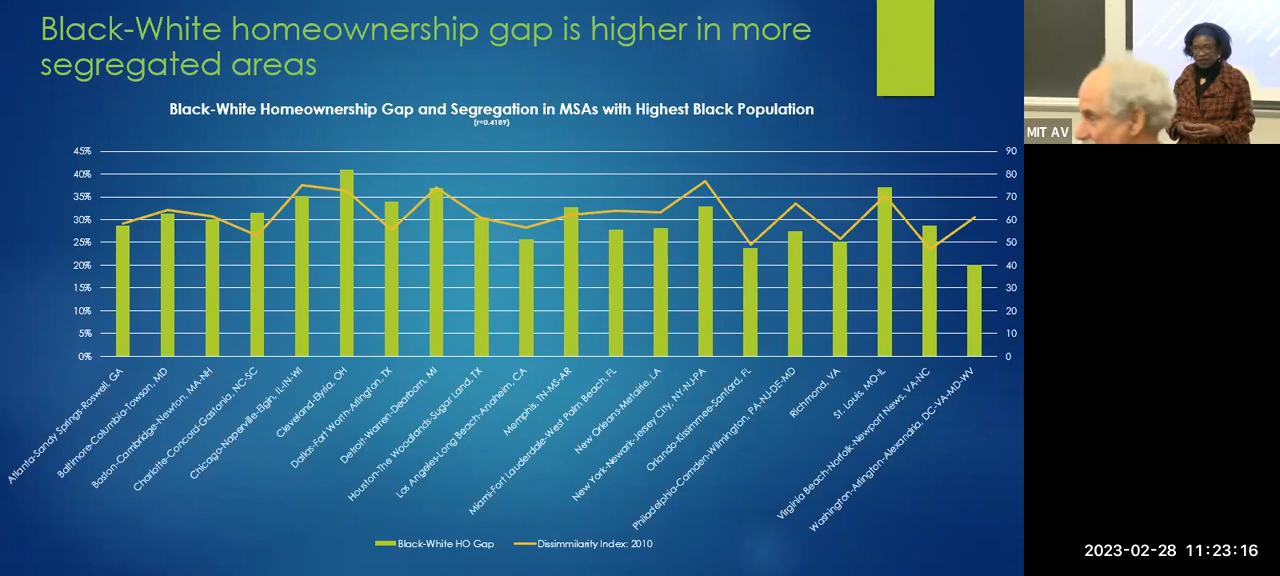 Black-White homeownership gap is higher in more
segregated areas
Black-White Homeownership Gap and Segregation in MSAs with Highest Black Population
(r=0.4189)
45%
40%
35%
30%
25%
20%
15%
10%
5%
0%
90
80
70
60
50
40
30
20
10
0
Atlanta-Sandy Springs-Roswell, GA
Baltimore-Columbia-Towson, MD
Boston-Cambridge-Newton, MA-NH
Charlotte-Concord-Gastonia, NC-SC
Chicago-Naperville-Elgin, IL-IN-WI
Cleveland-Elyria, OH
Dallas-Fort Worth-Arlington, TX
Detroit-Warren-Dearborn, MI
Houston-The Woodlands-Sugar Land, TX
Los Angeles-Long Beach-Anaheim, CA
Memphis, TN-MS-AR
Miami-Fort Lauderdale-West Palm Beach, FL
New Orleans-Metairie, LA
New York-Newark-Jersey City, NY-NJ-PA
Orlando-Kissimmee-Sanford, FL
Philadelphia-Camden-Wilmington, PA-NJ-DE-MD
Richmond, VA
St. Louis, MO-IL
Virginia Beach-Norfolk-Newport News, VA-NC
Washington-Arlington-Alexandria, DC-VA-MD-WV
Black-White HO Gap
Dissimilarity Index: 2010
MIT AV
2023-02-28 11:23:16